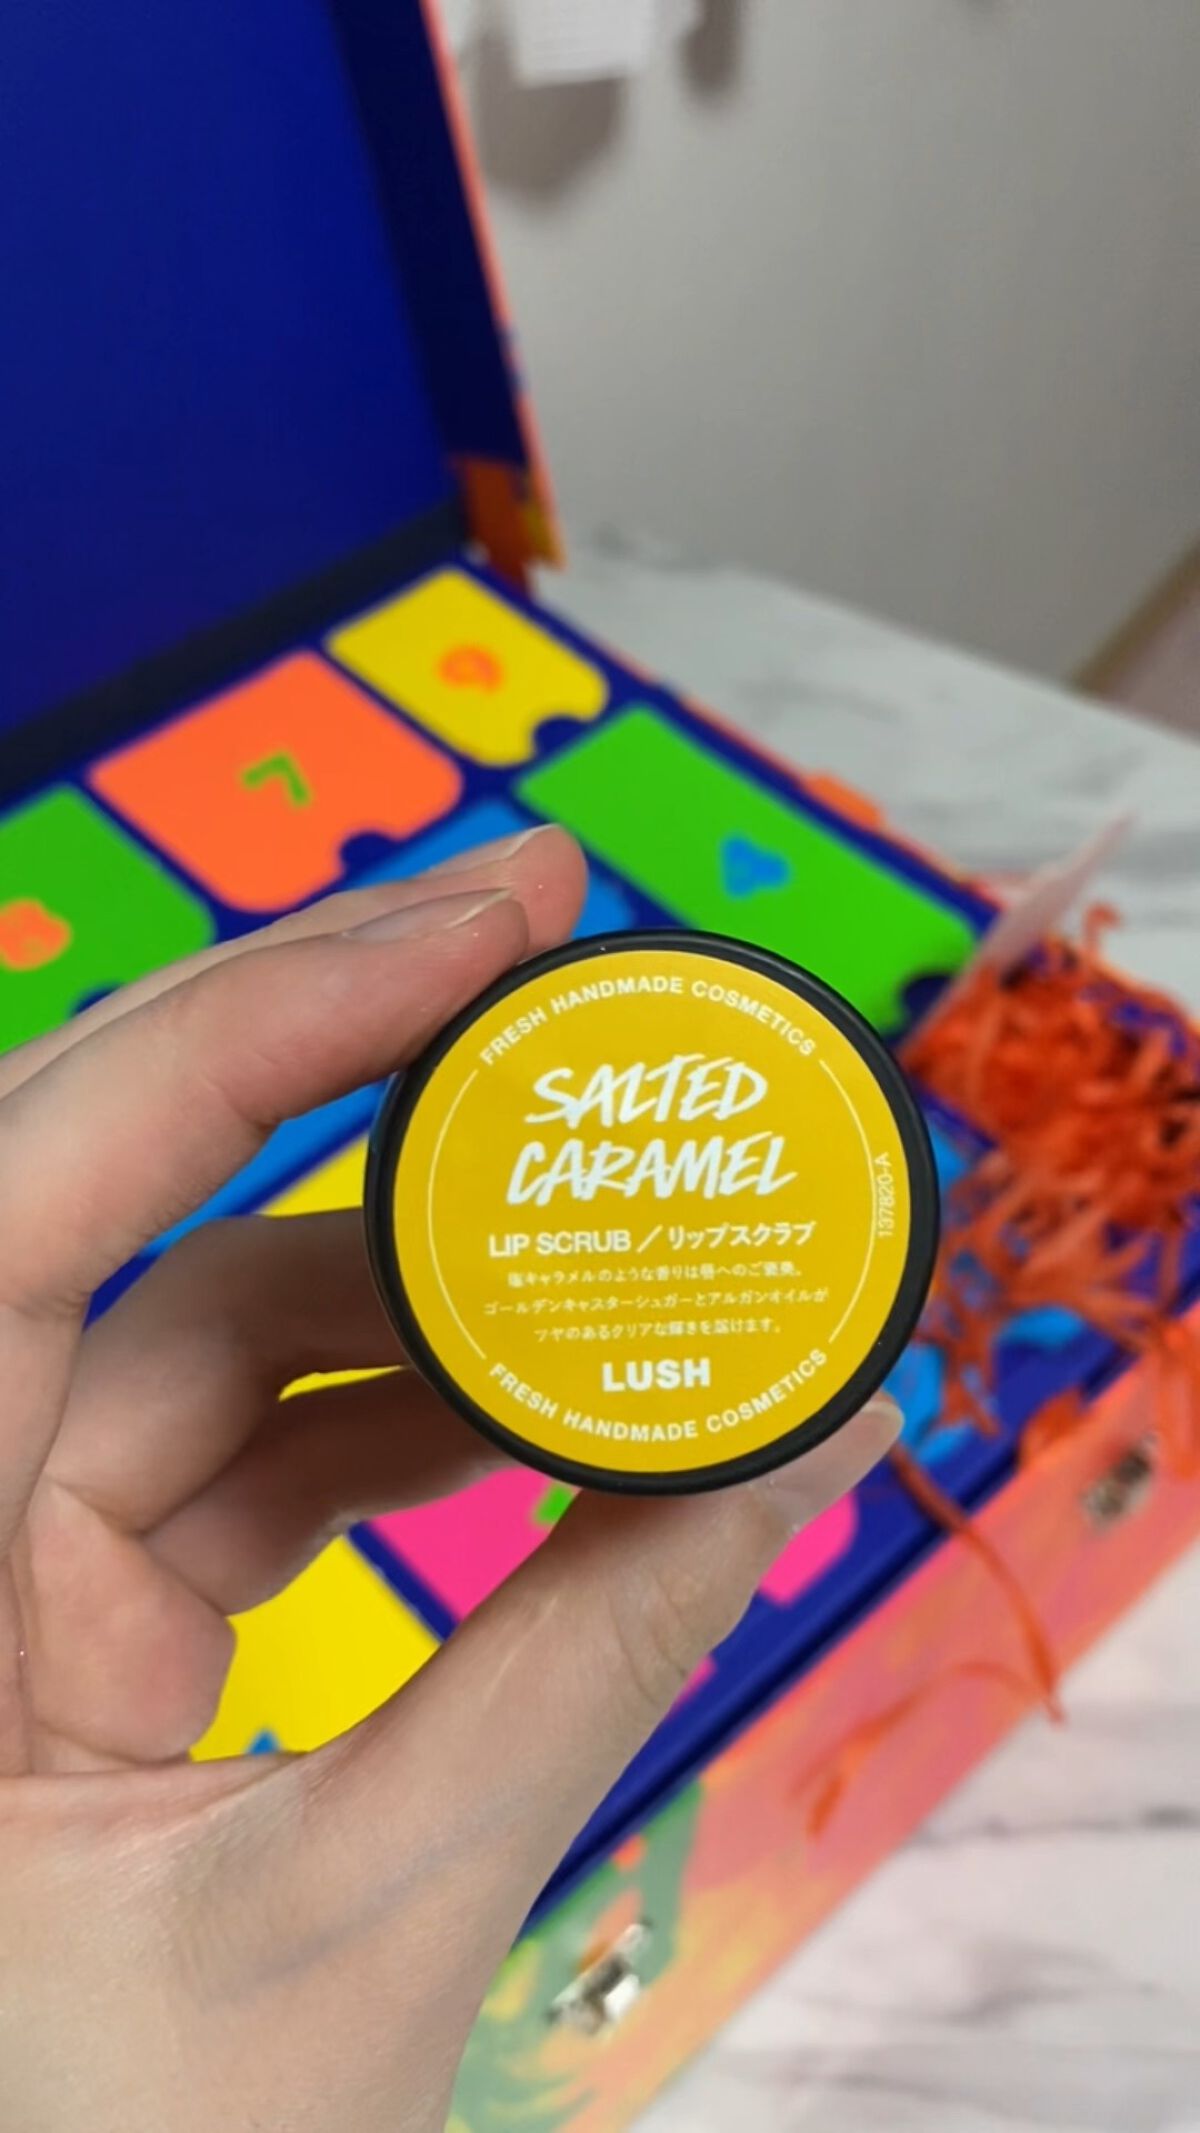 9
7
FRESH HANDMADE COSMETICS
SALTED
CARAMEL
LIP SCRUB／リップスクラブ
塩キャラメルのような香りは唇へのご褒美。
ゴールデンキャスターシュガーとアルガンオイルが
ツヤのあるクリアな輝きを届けます。
LUSH
FRESH HANDMADE COSMETICS
137820-A